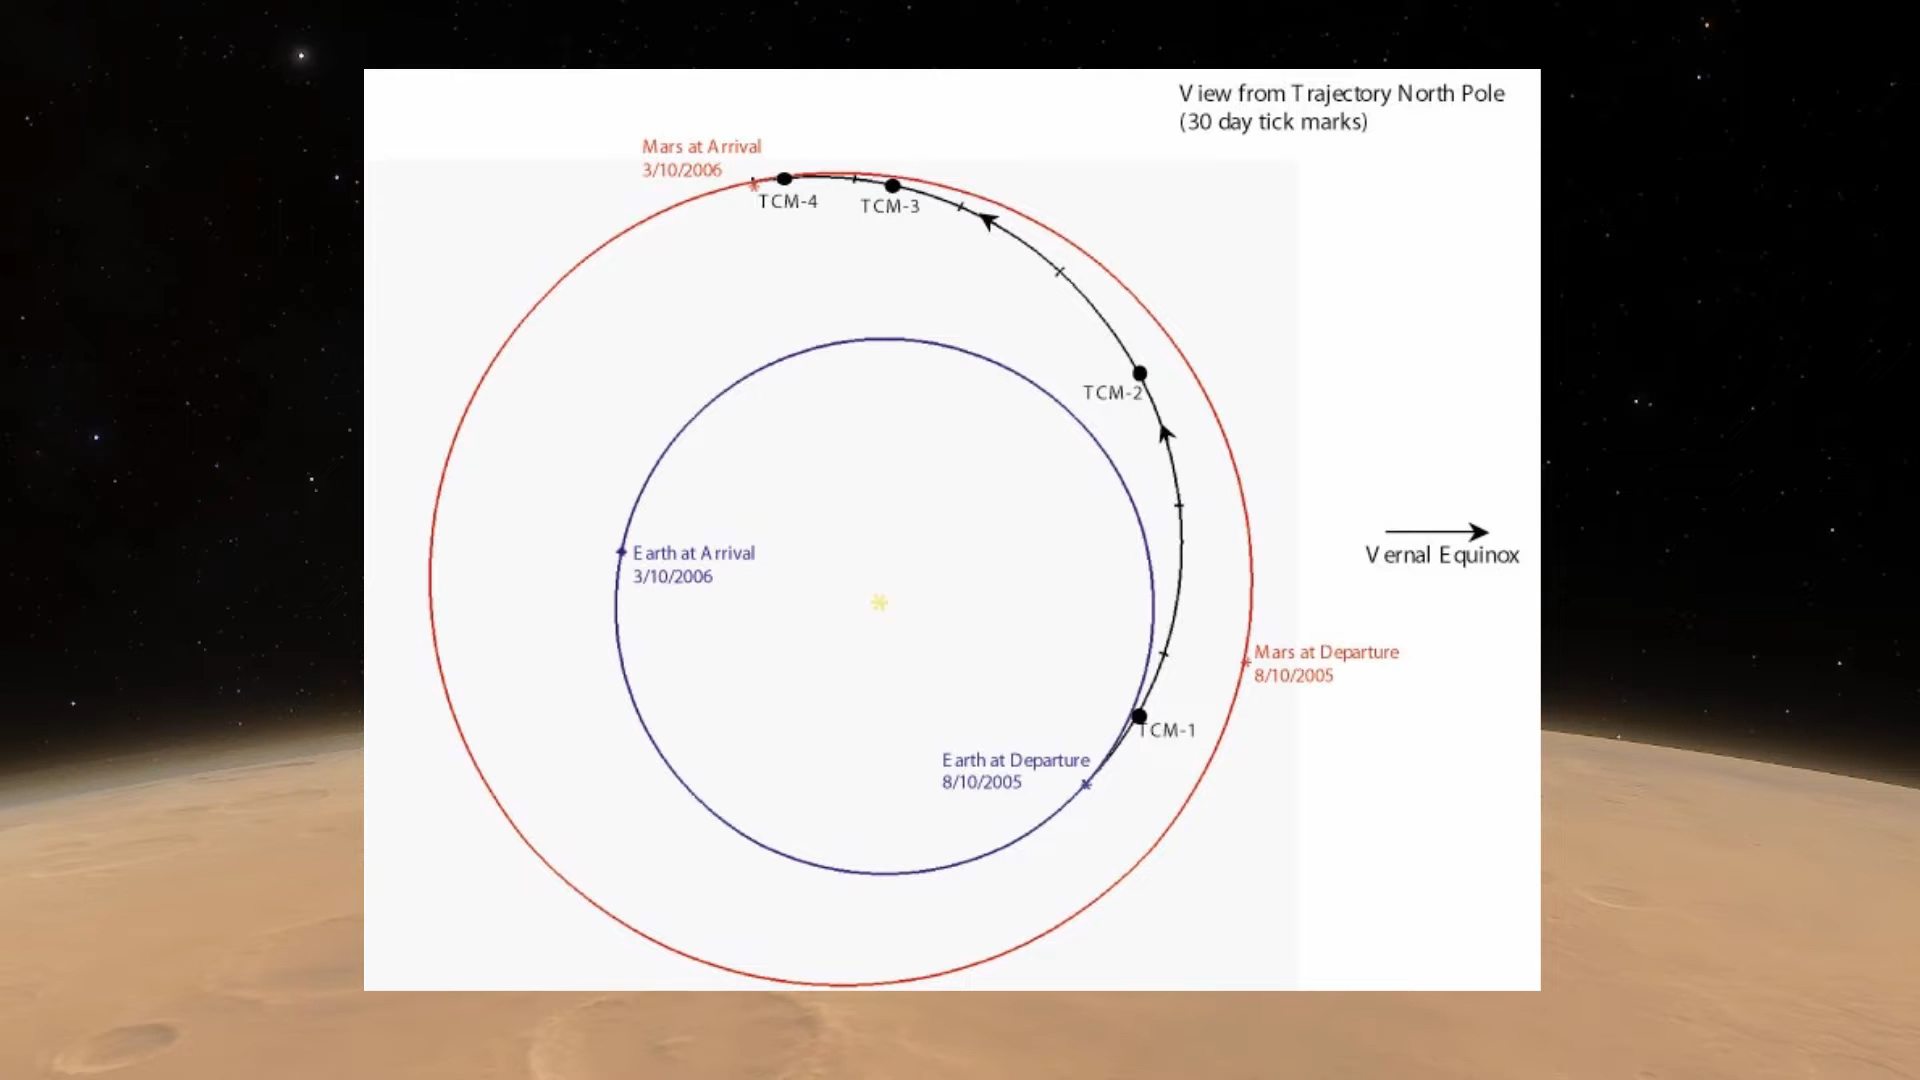 View from Trajectory North Pole
(30 day tick marks)
Mars at Arrival
3/10/2006
TCM-4
TCM-3
TCM-2
Vernal Equinox
Earth at Arrival
3/10/2006
Mars at Departure
8/10/2005
TCM-1
Earth at Departure
8/10/2005